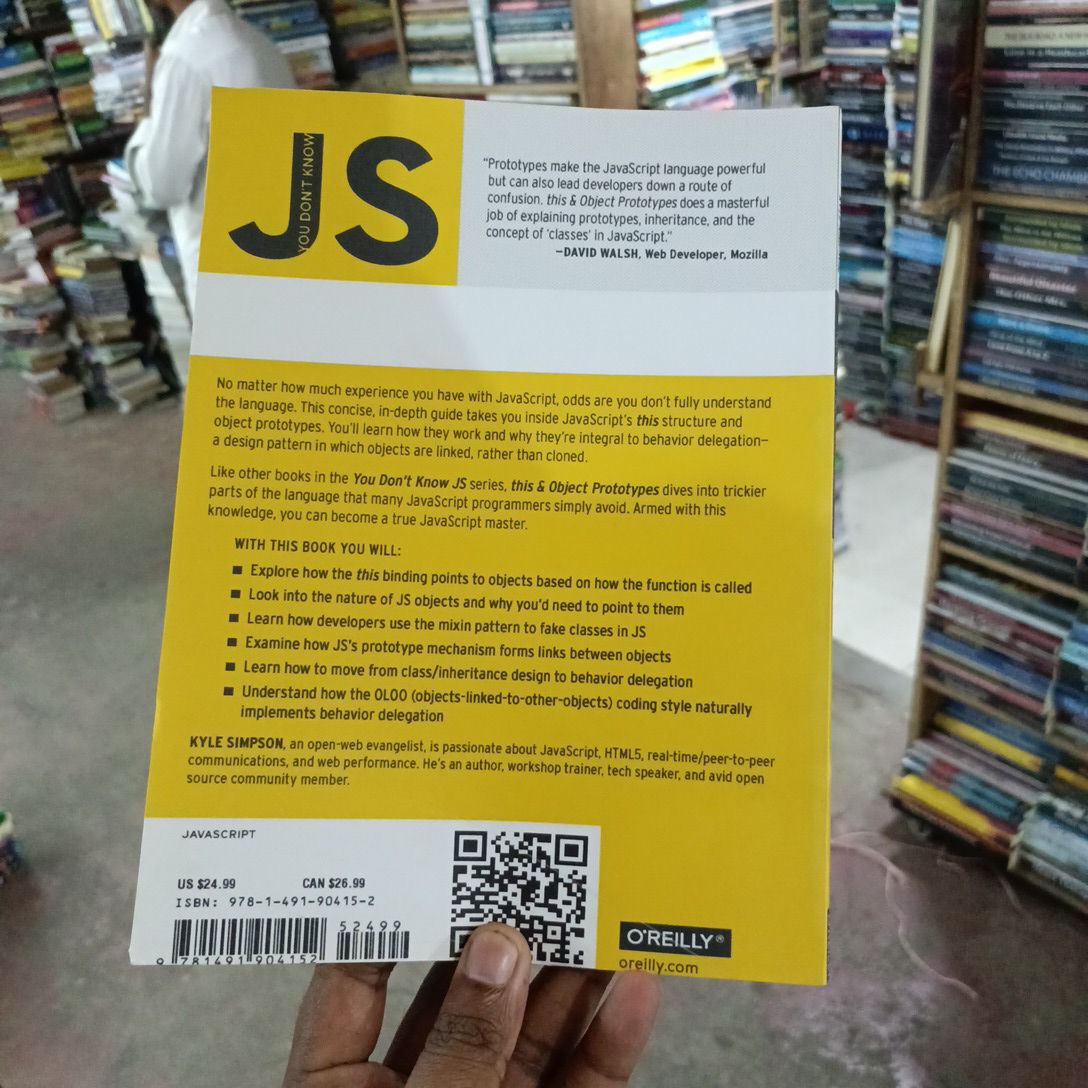 JS
YOU DON'T KNOW
“Prototypes make the JavaScript language powerful
but can also lead developers down a route of
confusion. this & Object Prototypes does a masterful
job of explaining prototypes, inheritance, and the
concept of ‘classes’ in JavaScript.”
—DAVID WALSH, Web Developer, Mozilla
No matter how much experience you have with JavaScript, odds are you don’t fully understand
the language. This concise, in-depth guide takes you inside JavaScript’s this structure and
object prototypes. You’ll learn how they work and why they’re integral to behavior delegation—
a design pattern in which objects are linked, rather than cloned.
Like other books in the You Don’t Know JS series, this & Object Prototypes dives into trickier
parts of the language that many JavaScript programmers simply avoid. Armed with this
knowledge, you can become a true JavaScript master.
WITH THIS BOOK YOU WILL:
■ Explore how the this binding points to objects based on how the function is called
■ Look into the nature of JS objects and why you’d need to point to them
■ Learn how developers use the mixin pattern to fake classes in JS
■ Examine how JS’s prototype mechanism forms links between objects
■ Learn how to move from class/inheritance design to behavior delegation
■ Understand how the OLOO (objects-linked-to-other-objects) coding style naturally
implements behavior delegation
KYLE SIMPSON, an open-web evangelist, is passionate about JavaScript, HTML5, real-time/peer-to-peer
communications, and web performance. He’s an author, workshop trainer, tech speaker, and avid open
source community member.
JAVASCRIPT
US $24.99 CAN $26.99
ISBN: 978-1-491-90415-2
52499
9 781491 904152
O’REILLY®
oreilly.com
THE ECHO CHAMBER